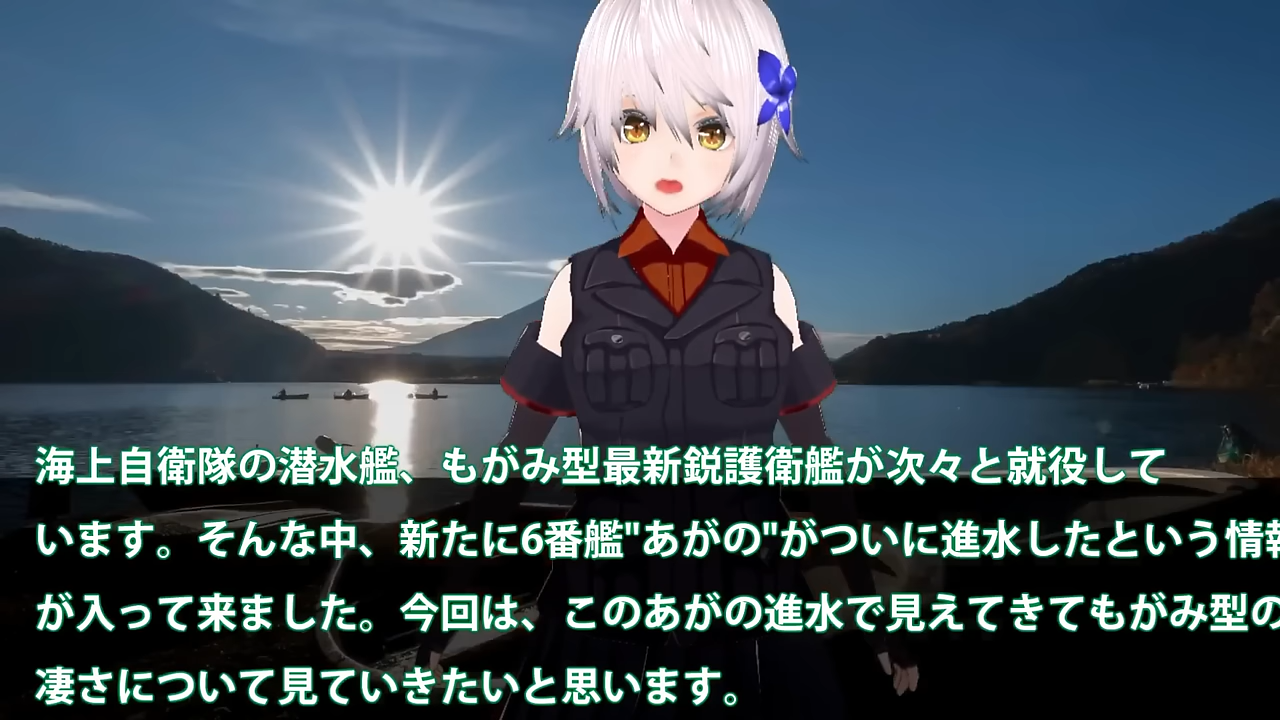 海上自衛隊の潜水艦、もがみ型最新鋭護衛艦が次々と就役して
います。そんな中、新たに6番艦"あがの"がついに進水したという情報
が入って来ました。今回は、このあがの進水で見えてきてもがみ型の
凄さについて見ていきたいと思います。